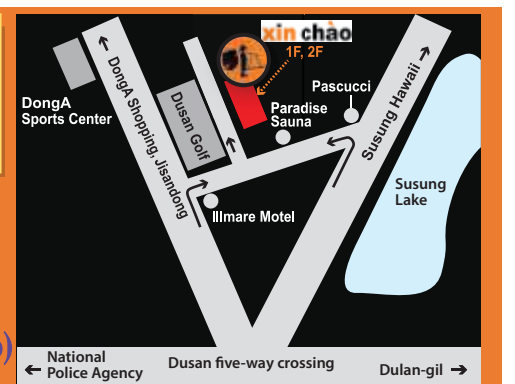 xin chào
1F, 2F
DongA
Sports Center
DongA Shopping, Jisandong
Dusan Golf
Paradise
Sauna
Pascucci
Susung Hawaii
Susung
Lake
Illmare Motel
National
Police Agency
Dusan five-way crossing
Dulan-gil
)